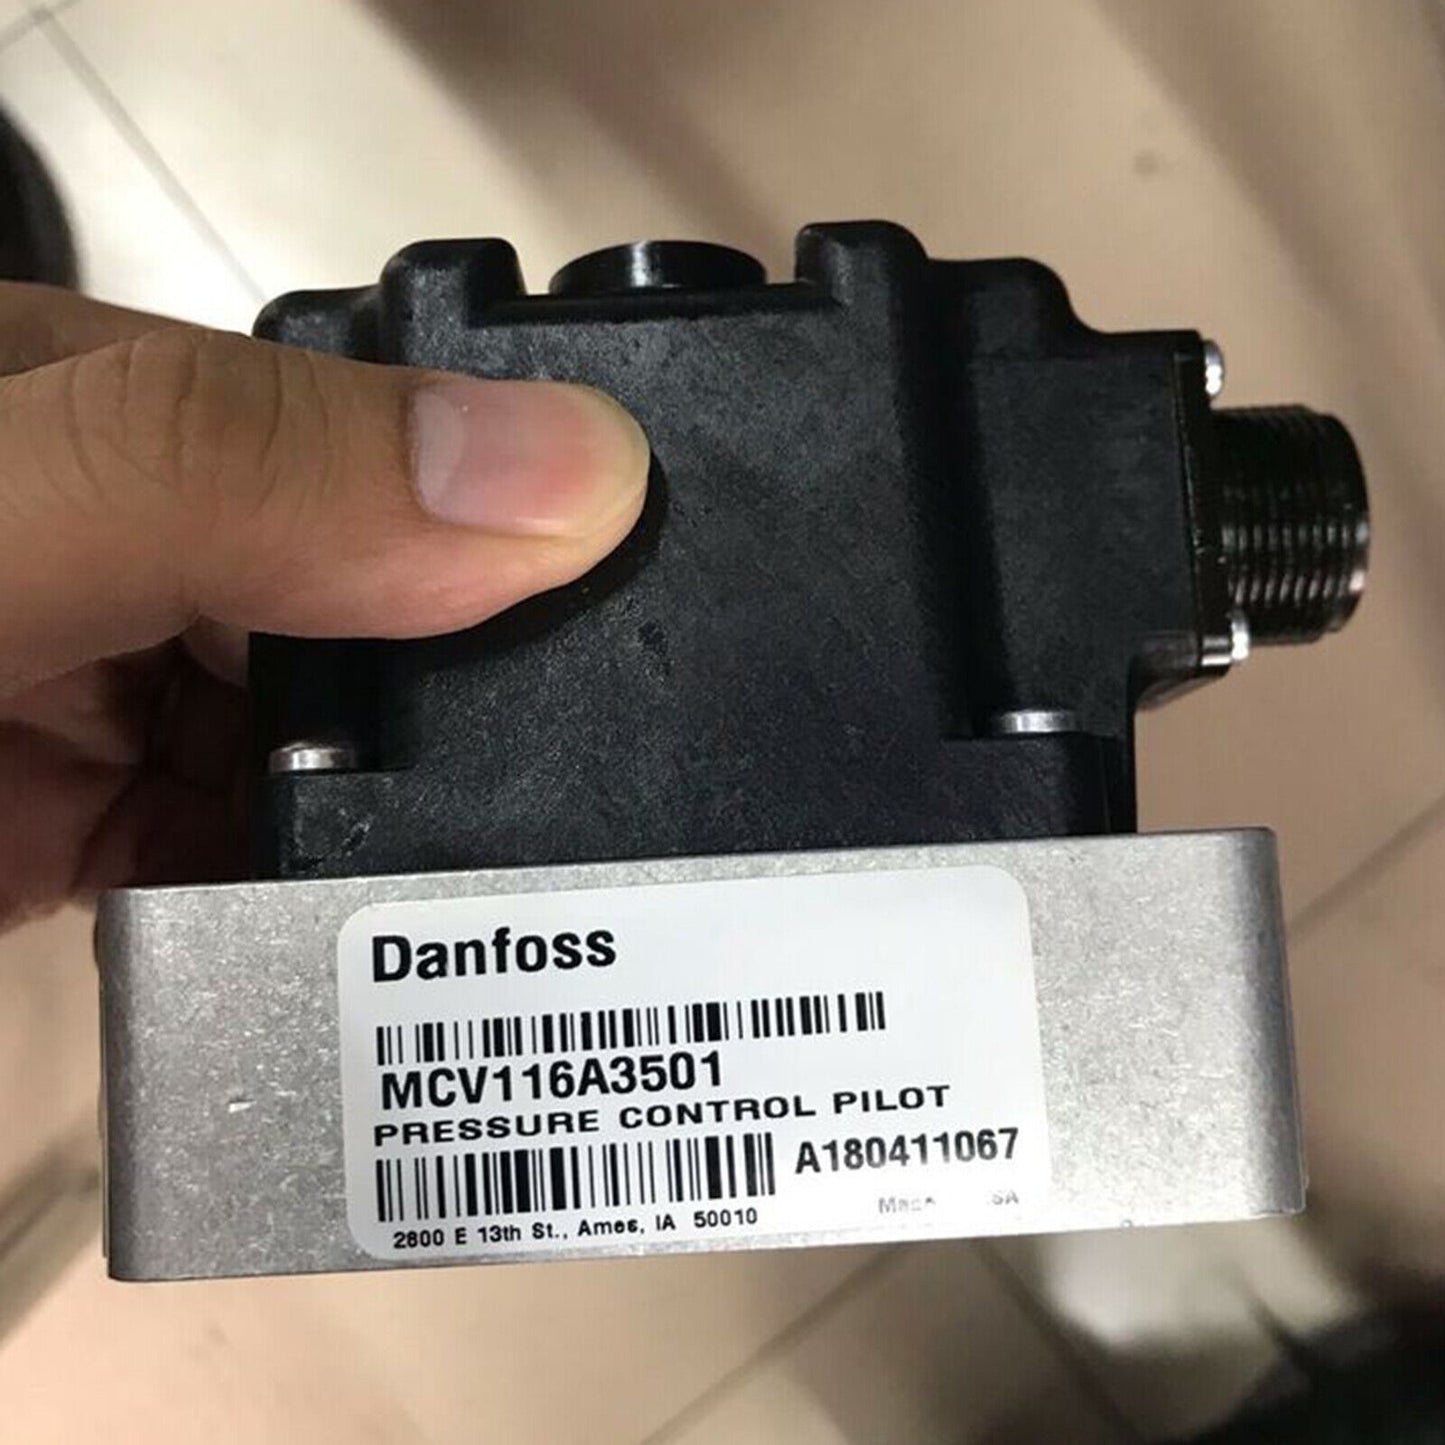 Danfoss
MCV116A3501
PRESSURE CONTROL PILOT
A180411067
2800 E 13th St., Ames, IA 50010